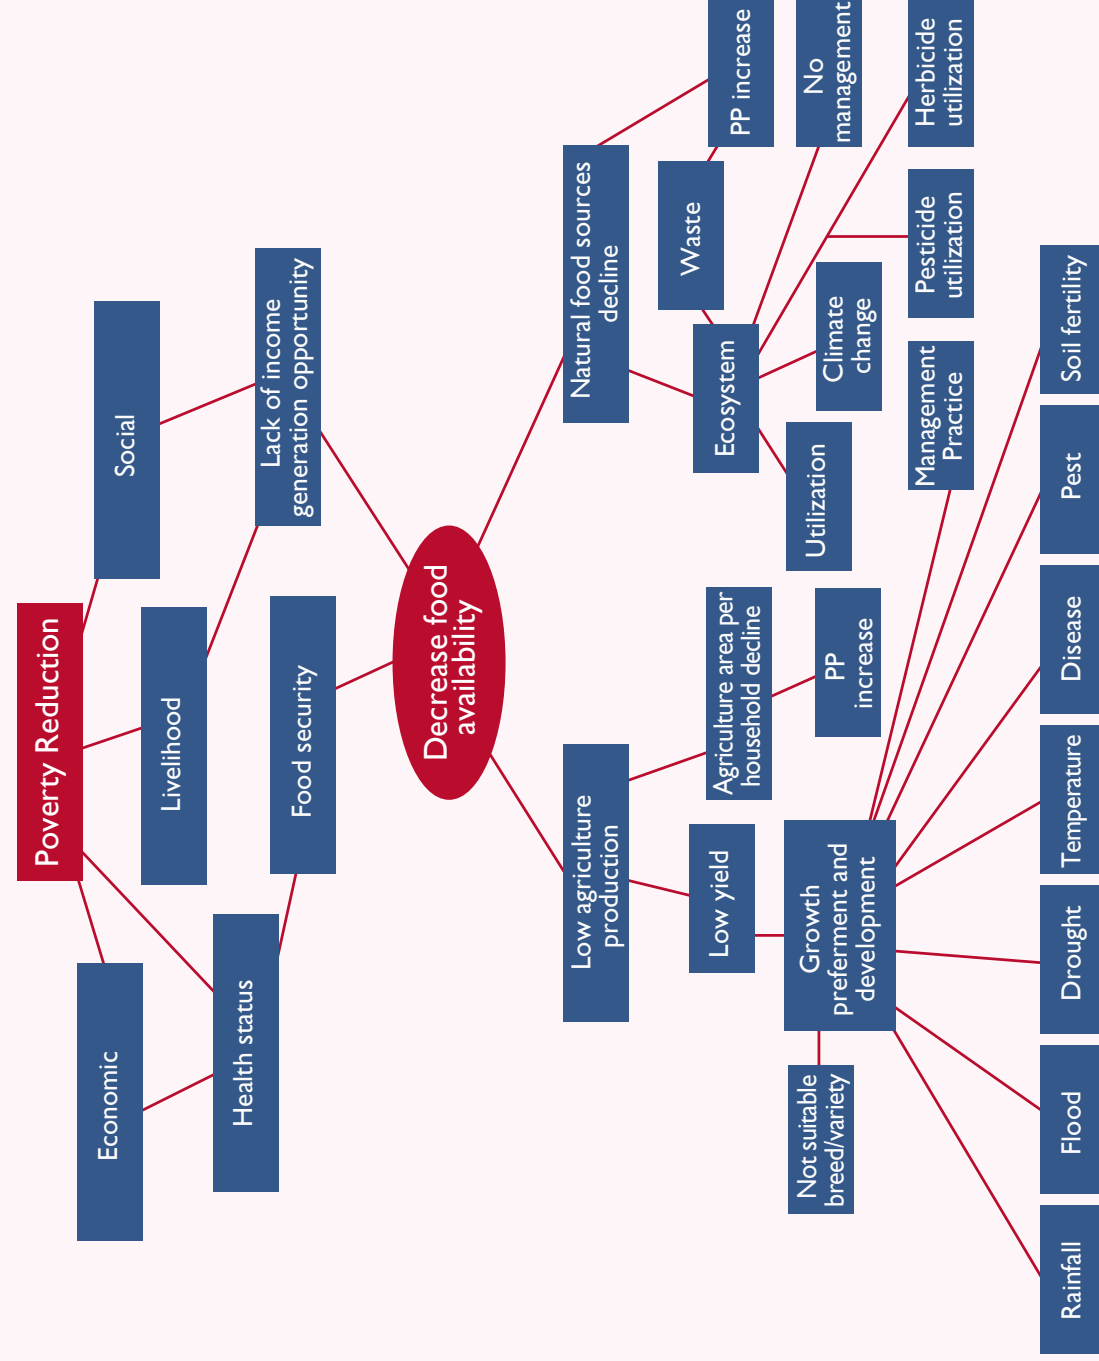 Poverty Reduction
Economic
Social
Livelihood
Health status
Lack of income
generation opportunity
Food security
Decrease food
availability
Low agriculture
production
Natural food sources
decline
Low yield
Agriculture area per
household decline
Waste
PP increase
Ecosystem
Growth
preferment and
development
Not suitable
breed/variety
PP
increase
Utilization
Climate
change
No
management
Management
Practice
Pesticide
utilization
Herbicide
utilization
Rainfall
Flood
Drought
Temperature
Disease
Pest
Soil fertility